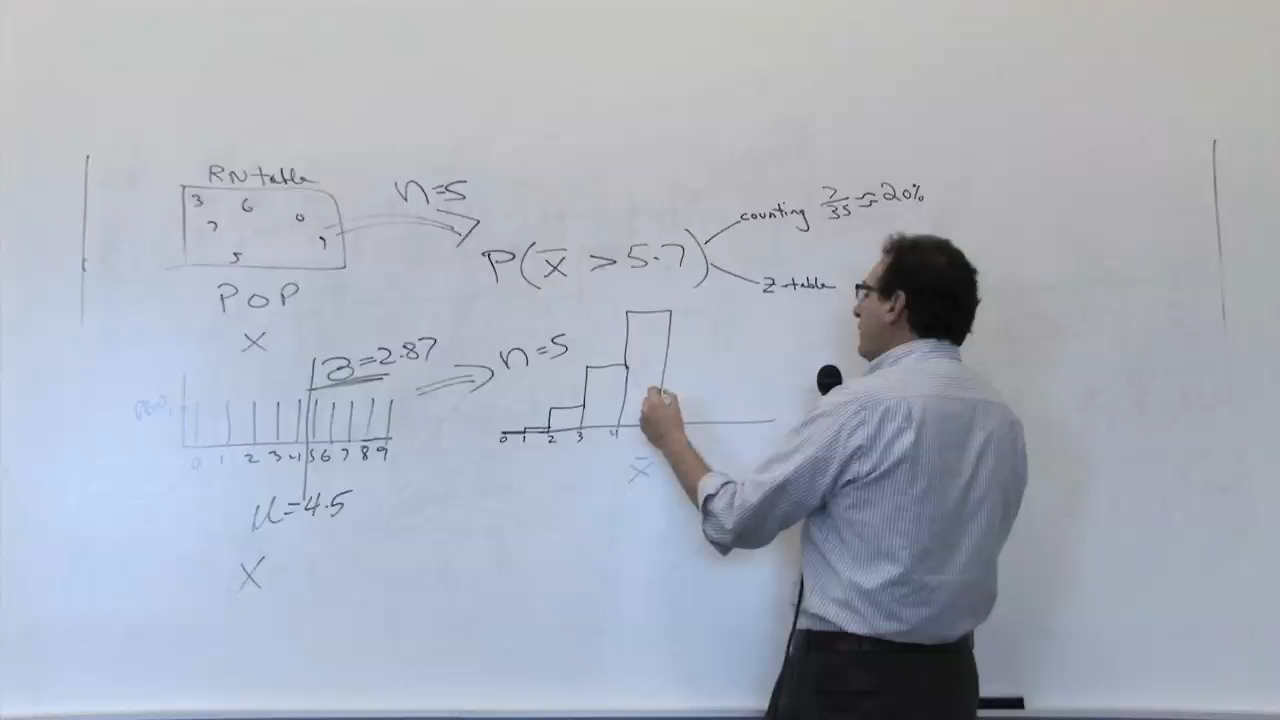 RN table
3 6 0
7 9
5
POP
X
n=5
P(x̄ > 5.7)
counting 7/35 ≈ 20%
Z-table
σ=2.87
n=5
0 1 2 3 4 5 6 7 8 9
μ=4.5
X
0 1 2 3 4
x̄